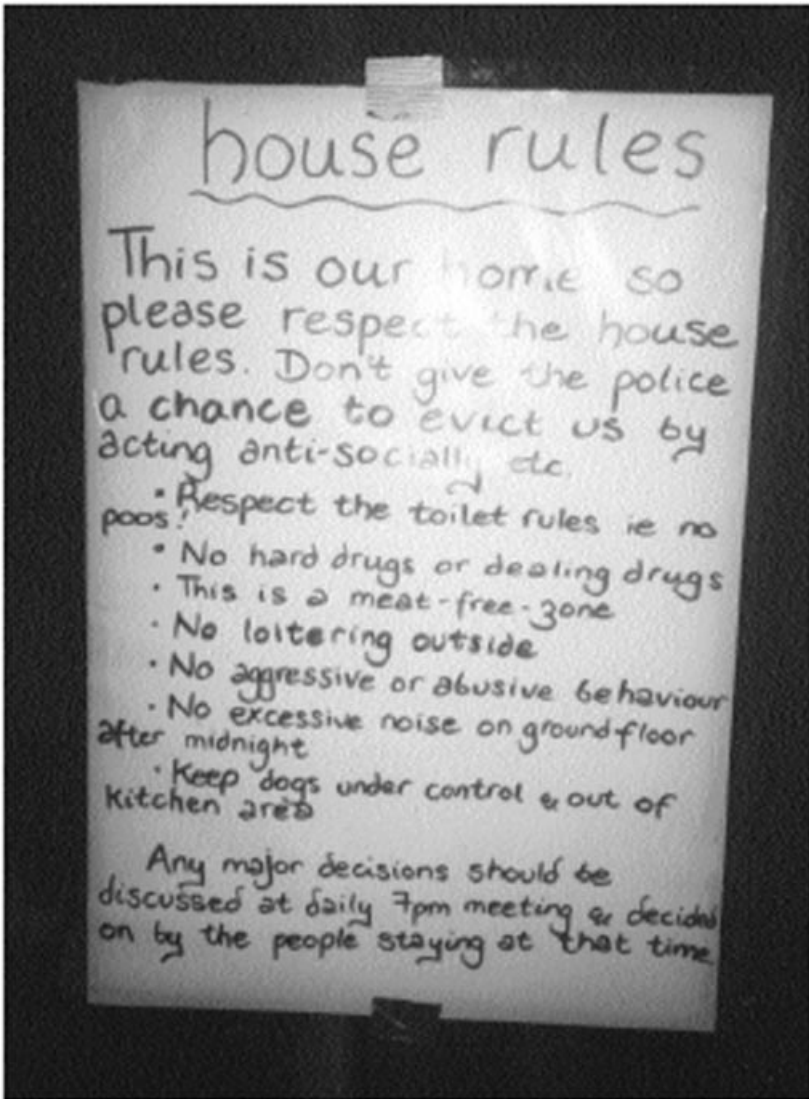 house rules
This is our home so
please respect the house
rules. Don't give the police
a chance to evict us by
acting anti-socially etc.
· Respect the toilet rules ie no
poos!
· No hard drugs or dealing drugs
· This is a meat-free-zone
· No loitering outside
· No aggressive or abusive behaviour
· No excessive noise on groundfloor
after midnight
· Keep dogs under control & out of
kitchen area
Any major decisions should be
discussed at daily 7pm meeting & decided
on by the people staying at that time